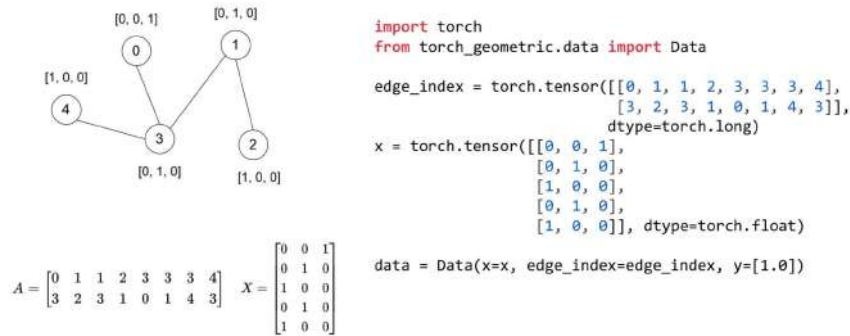 [0, 0, 1]
[0, 1, 0]
0
1
[1, 0, 0]
4
3
2
[0, 1, 0]
[1, 0, 0]
A = [0 1 1 2 3 3 3 4
3 2 3 1 0 1 4 3]
X = [0 0 1
0 1 0
1 0 0
0 1 0
1 0 0]
import torch
from torch_geometric.data import Data
edge_index = torch.tensor([[0, 1, 1, 2, 3, 3, 3, 4],
[3, 2, 3, 1, 0, 1, 4, 3]],
dtype=torch.long)
x = torch.tensor([[0, 0, 1],
[0, 1, 0],
[1, 0, 0],
[0, 1, 0],
[1, 0, 0]], dtype=torch.float)
data = Data(x=x, edge_index=edge_index, y=[1.0])